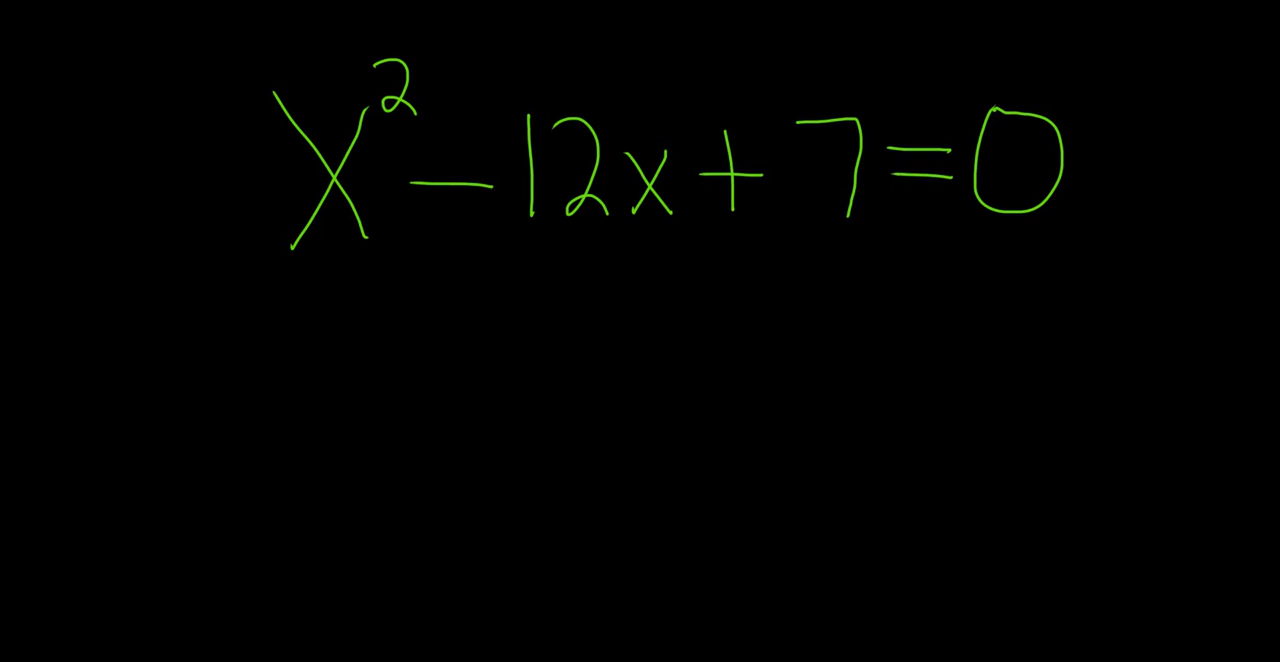 x² - 12x + 7 = 0